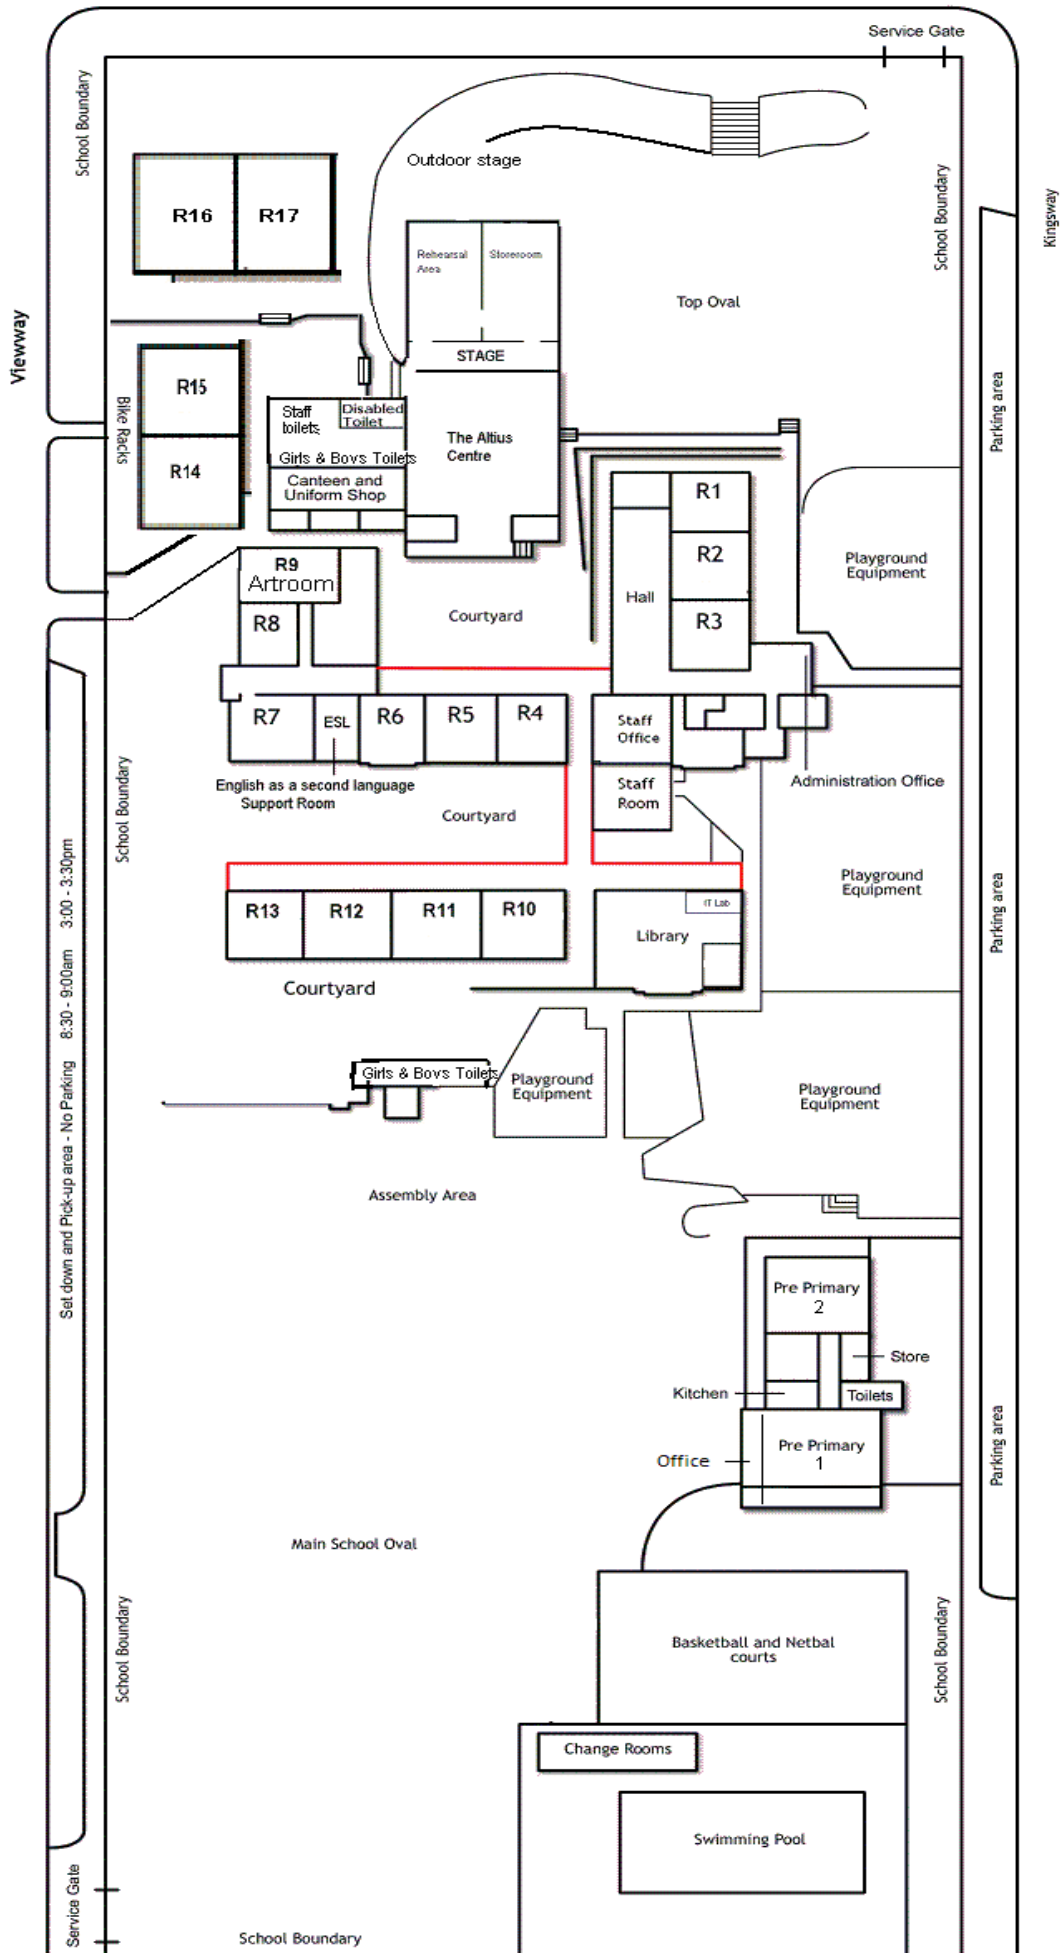 Service Gate
School Boundary
Outdoor stage
School Boundary
Kingsway
R16
R17
Rehearsal
Area
Storeroom
Top Oval
Viewway
STAGE
R15
Parking area
Bike Racks
Staff
toilets
Disabled
Toilet
The Altius
Centre
Girls & Boys Toilets
R14
Canteen and
Uniform Shop
R1
R2
R3
Hall
Playground
Equipment
R9
Artroom
R8
Courtyard
R7
ESL
R6
R5
R4
Staff
Office
English as a second language
Support Room
Staff
Room
Administration Office
School Boundary
Courtyard
Playground
Equipment
R13
R12
R11
R10
IT Lab
Library
Parking area
Courtyard
Set down and Pick-up area - No Parking 8:30 - 9:00am 3:00 - 3:30pm
Girls & Boys Toilets
Playground
Equipment
Playground
Equipment
Assembly Area
Pre Primary
2
Store
Kitchen
Toilets
Parking area
Office
Pre Primary
1
Main School Oval
School Boundary
Basketball and Netbal
courts
School Boundary
Change Rooms
Swimming Pool
Service Gate
School Boundary